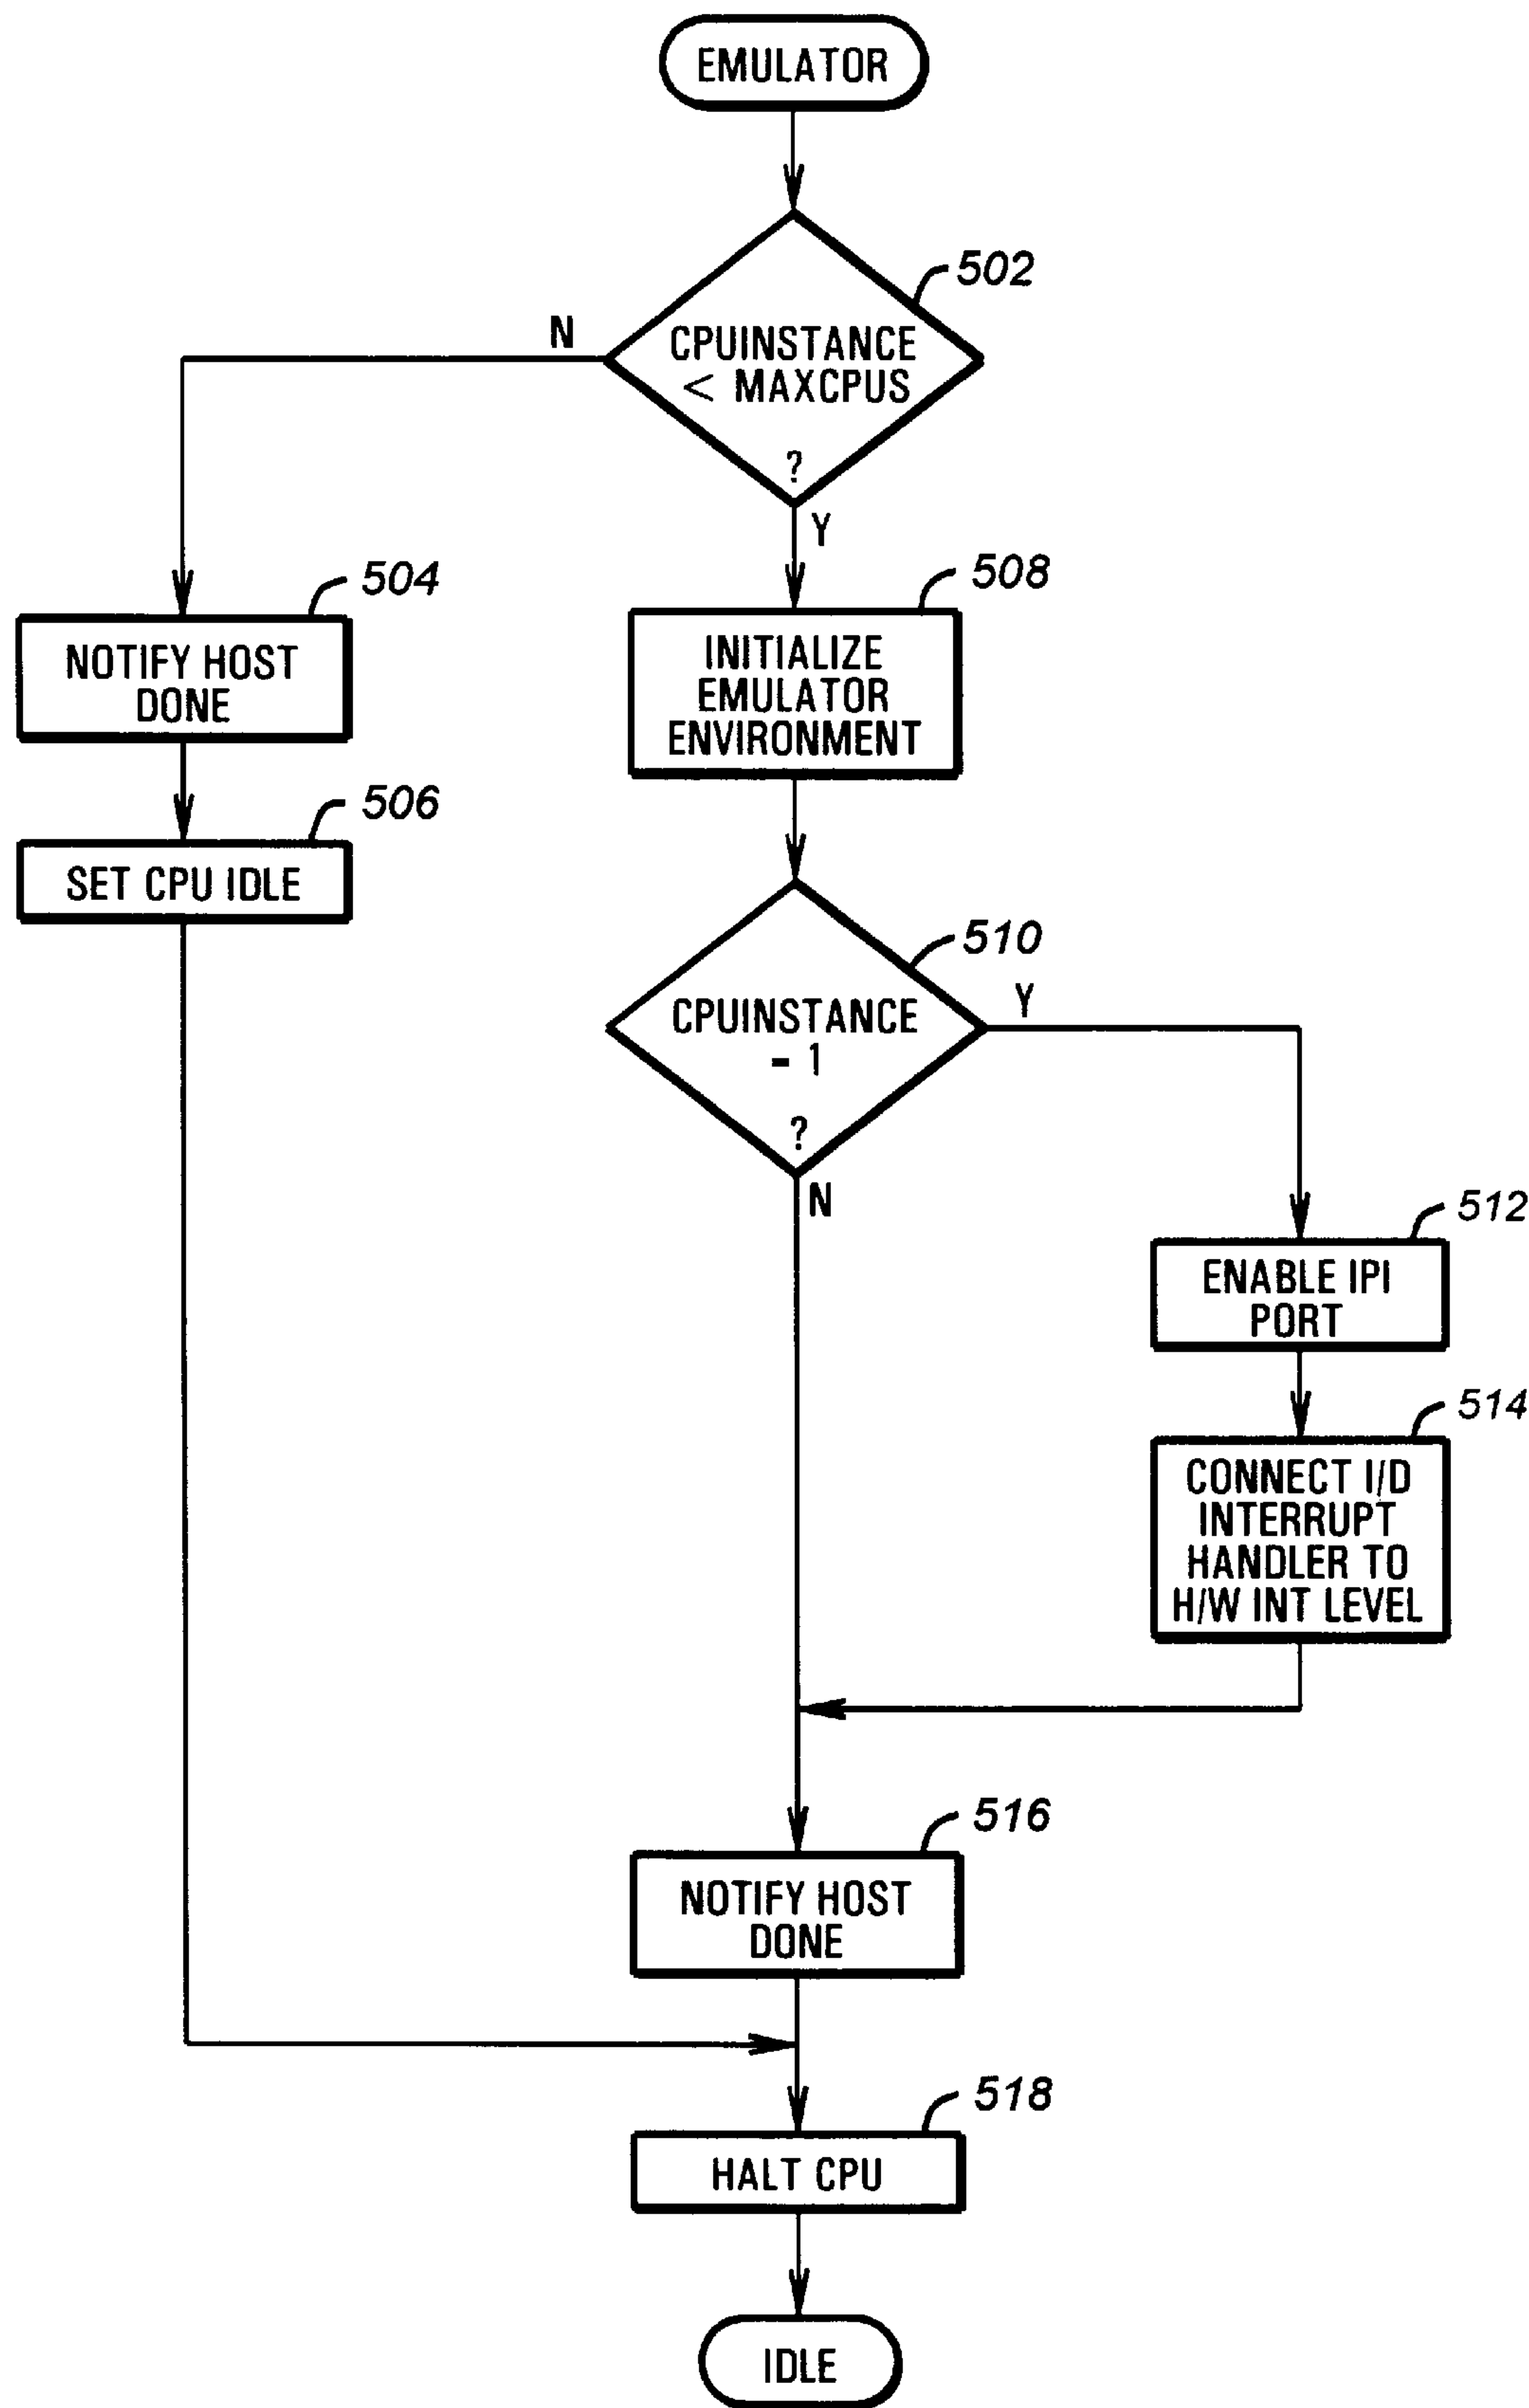 EMULATOR
502
CPUINSTANCE
< MAXCPUS
?
N
Y
504
NOTIFY HOST
DONE
506
SET CPU IDLE
508
INITIALIZE
EMULATOR
ENVIRONMENT
510
CPUINSTANCE
- 1
?
Y
N
512
ENABLE IPI
PORT
514
CONNECT I/D
INTERRUPT
HANDLER TO
H/W INT LEVEL
516
NOTIFY HOST
DONE
518
HALT CPU
IDLE